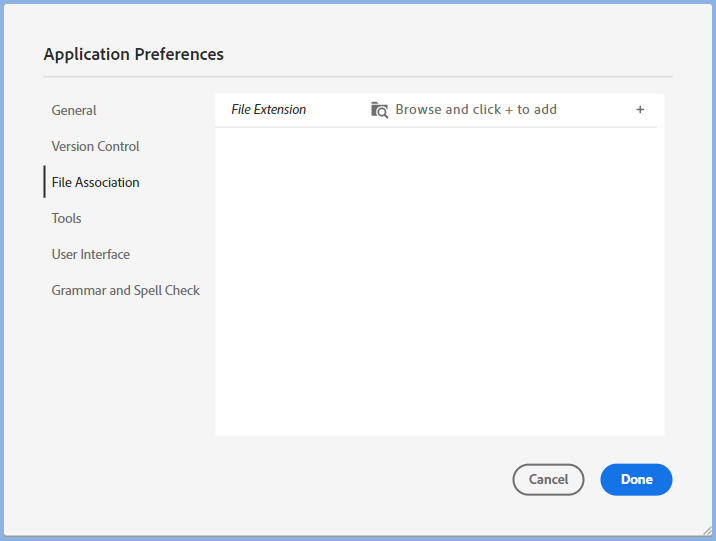 Application Preferences
General
Version Control
File Association
Tools
User Interface
Grammar and Spell Check
File Extension Browse and click + to add +
Cancel Done